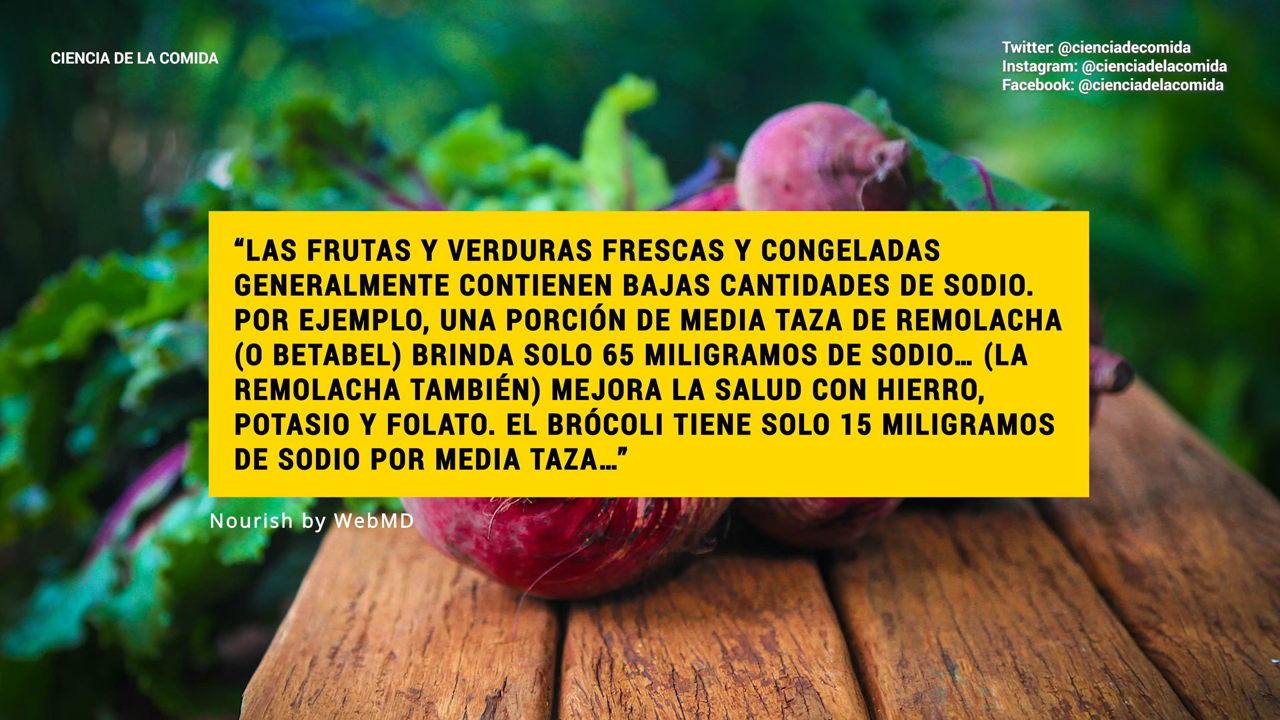 CIENCIA DE LA COMIDA
Twitter: @cienciadecomida
Instagram: @cienciadelacomida
Facebook: @cienciadelacomida
“LAS FRUTAS Y VERDURAS FRESCAS Y CONGELADAS
GENERALMENTE CONTIENEN BAJAS CANTIDADES DE SODIO.
POR EJEMPLO, UNA PORCIÓN DE MEDIA TAZA DE REMOLACHA
(O BETABEL) BRINDA SOLO 65 MILIGRAMOS DE SODIO... (LA
REMOLACHA TAMBIÉN) MEJORA LA SALUD CON HIERRO,
POTASIO Y FOLATO. EL BRÓCOLI TIENE SOLO 15 MILIGRAMOS
DE SODIO POR MEDIA TAZA...”
Nourish by WebMD